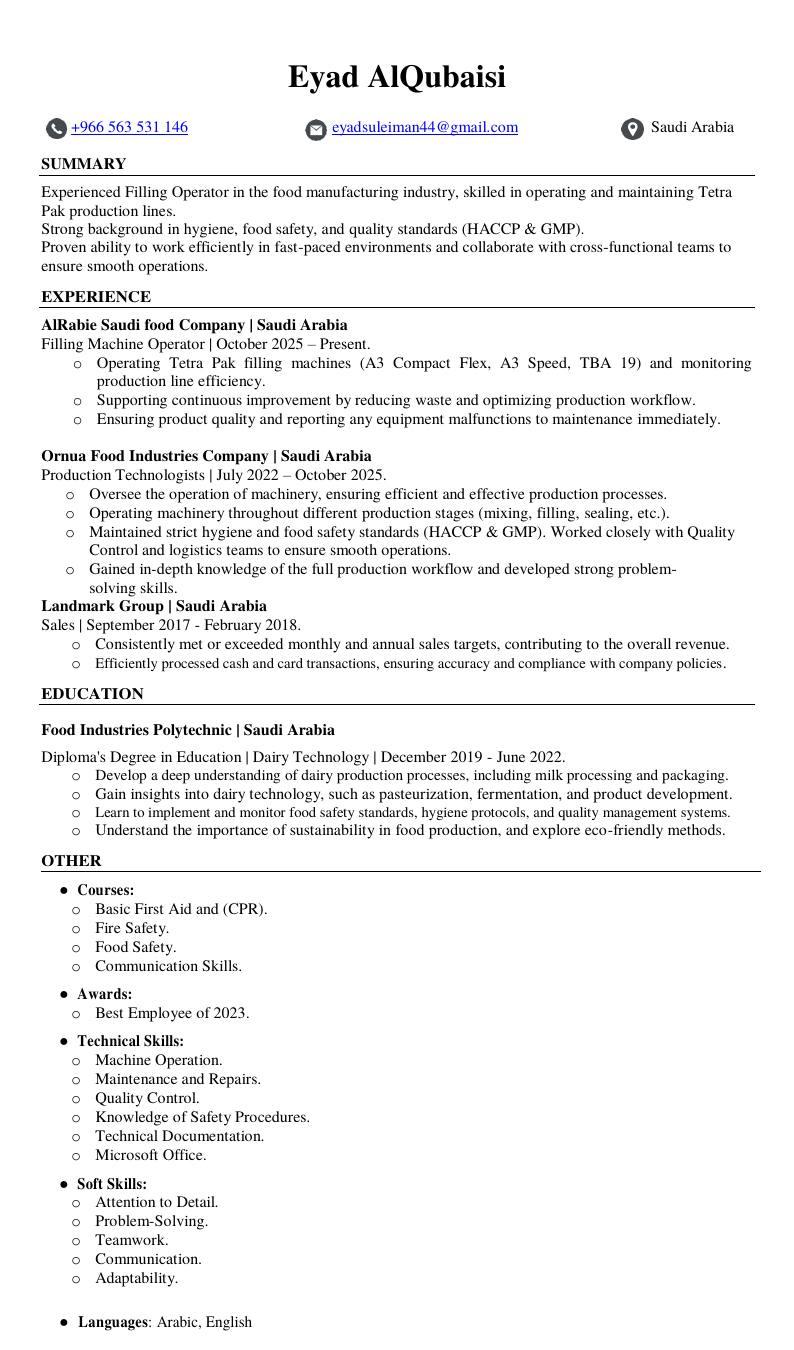 Eyad AlQubaisi
+966 563 531 146 eyadsuleiman44@gmail.com Saudi Arabia
SUMMARY
Experienced Filling Operator in the food manufacturing industry, skilled in operating and maintaining Tetra
Pak production lines.
Strong background in hygiene, food safety, and quality standards (HACCP & GMP).
Proven ability to work efficiently in fast-paced environments and collaborate with cross-functional teams to
ensure smooth operations.
EXPERIENCE
AlRabie Saudi food Company | Saudi Arabia
Filling Machine Operator | October 2025 – Present.
o Operating Tetra Pak filling machines (A3 Compact Flex, A3 Speed, TBA 19) and monitoring
production line efficiency.
o Supporting continuous improvement by reducing waste and optimizing production workflow.
o Ensuring product quality and reporting any equipment malfunctions to maintenance immediately.
Ornua Food Industries Company | Saudi Arabia
Production Technologists | July 2022 – October 2025.
o Oversee the operation of machinery, ensuring efficient and effective production processes.
o Operating machinery throughout different production stages (mixing, filling, sealing, etc.).
o Maintained strict hygiene and food safety standards (HACCP & GMP). Worked closely with Quality
Control and logistics teams to ensure smooth operations.
o Gained in-depth knowledge of the full production workflow and developed strong problem-
solving skills.
Landmark Group | Saudi Arabia
Sales | September 2017 - February 2018.
o Consistently met or exceeded monthly and annual sales targets, contributing to the overall revenue.
o Efficiently processed cash and card transactions, ensuring accuracy and compliance with company policies.
EDUCATION
Food Industries Polytechnic | Saudi Arabia
Diploma's Degree in Education | Dairy Technology | December 2019 - June 2022.
o Develop a deep understanding of dairy production processes, including milk processing and packaging.
o Gain insights into dairy technology, such as pasteurization, fermentation, and product development.
o Learn to implement and monitor food safety standards, hygiene protocols, and quality management systems.
o Understand the importance of sustainability in food production, and explore eco-friendly methods.
OTHER
● Courses:
o Basic First Aid and (CPR).
o Fire Safety.
o Food Safety.
o Communication Skills.
● Awards:
o Best Employee of 2023.
● Technical Skills:
o Machine Operation.
o Maintenance and Repairs.
o Quality Control.
o Knowledge of Safety Procedures.
o Technical Documentation.
o Microsoft Office.
● Soft Skills:
o Attention to Detail.
o Problem-Solving.
o Teamwork.
o Communication.
o Adaptability.
● Languages: Arabic, English